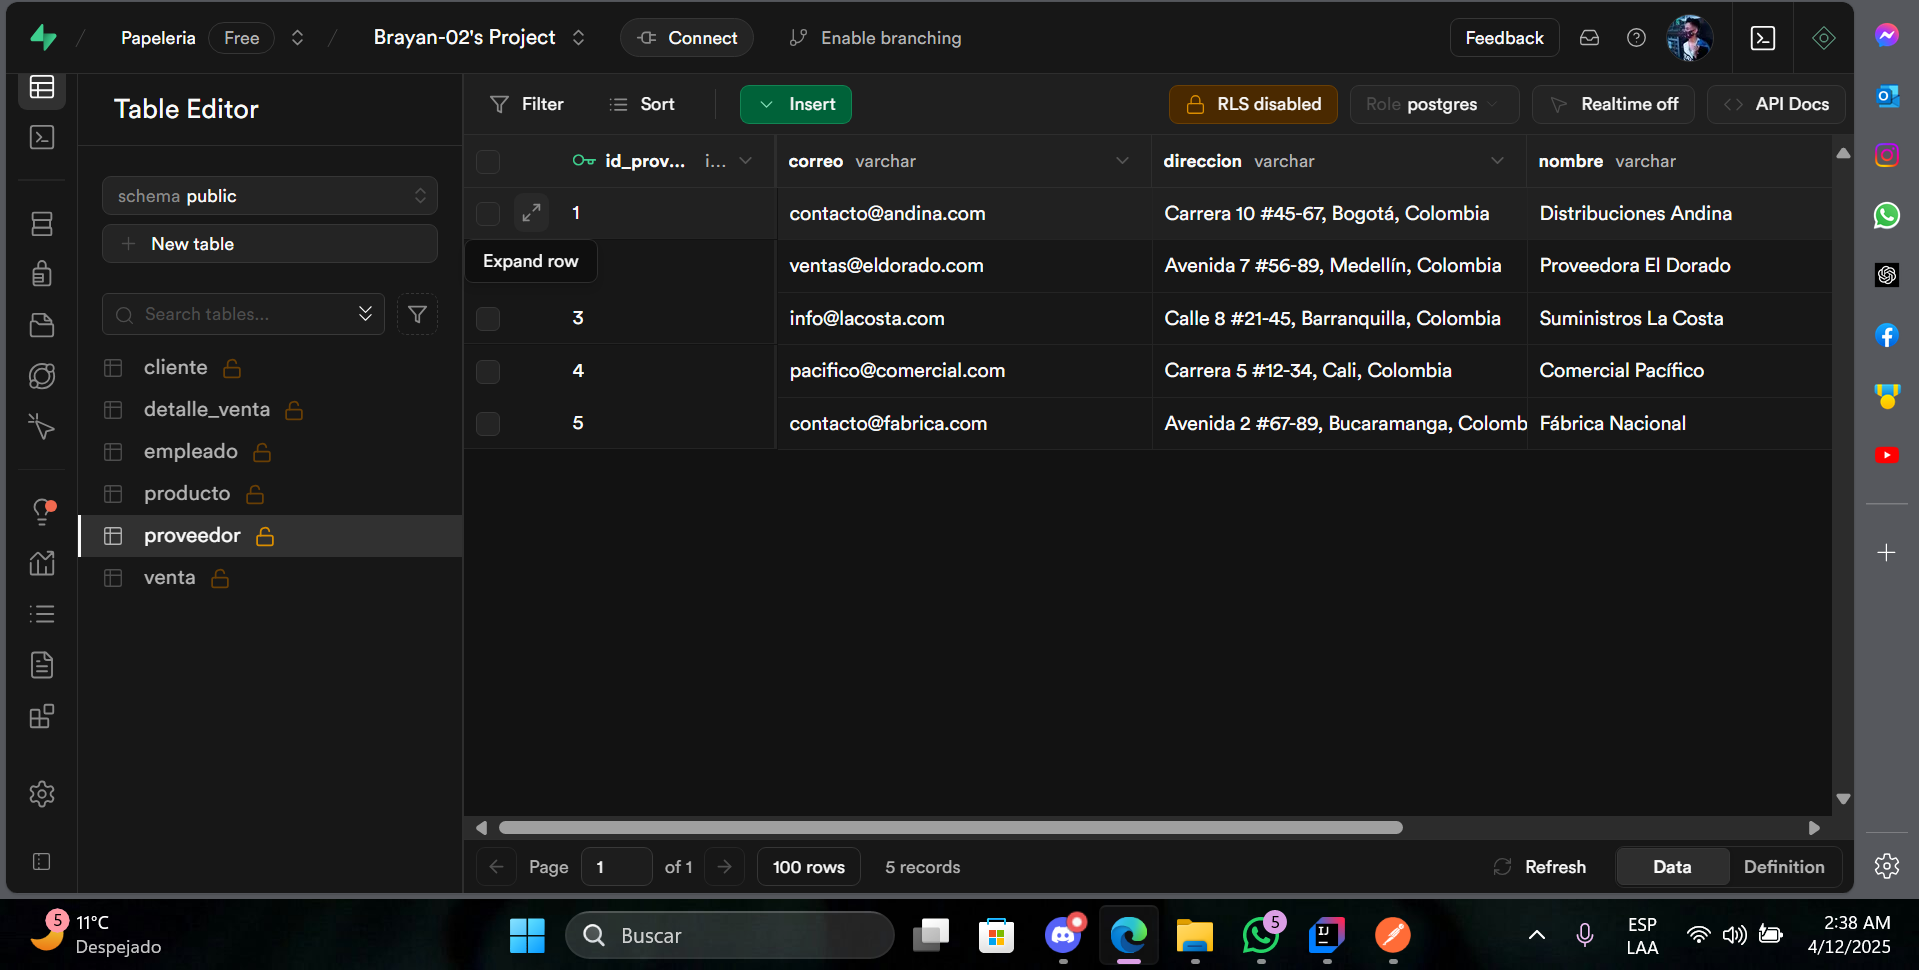 Papeleria
Free
Brayan-02's Project
Connect
Enable branching
Feedback
Table Editor
schema public
New table
Search tables...
cliente
detalle_venta
empleado
producto
proveedor
venta
Filter
Sort
Insert
RLS disabled
Role postgres
Realtime off
API Docs
id_prov... i...
correo varchar
direccion varchar
nombre varchar
1 contacto@andina.com Carrera 10 #45-67, Bogotá, Colombia Distribuciones Andina
Expand row
ventas@eldorado.com Avenida 7 #56-89, Medellín, Colombia Proveedora El Dorado
3 info@lacosta.com Calle 8 #21-45, Barranquilla, Colombia Suministros La Costa
4 pacifico@comercial.com Carrera 5 #12-34, Cali, Colombia Comercial Pacífico
5 contacto@fabrica.com Avenida 2 #67-89, Bucaramanga, Colomb Fábrica Nacional
Page 1 of 1
100 rows
5 records
Refresh
Data
Definition
5
11°C
Despejado
Buscar
5
IJ
ESP
LAA
2:38 AM
4/12/2025